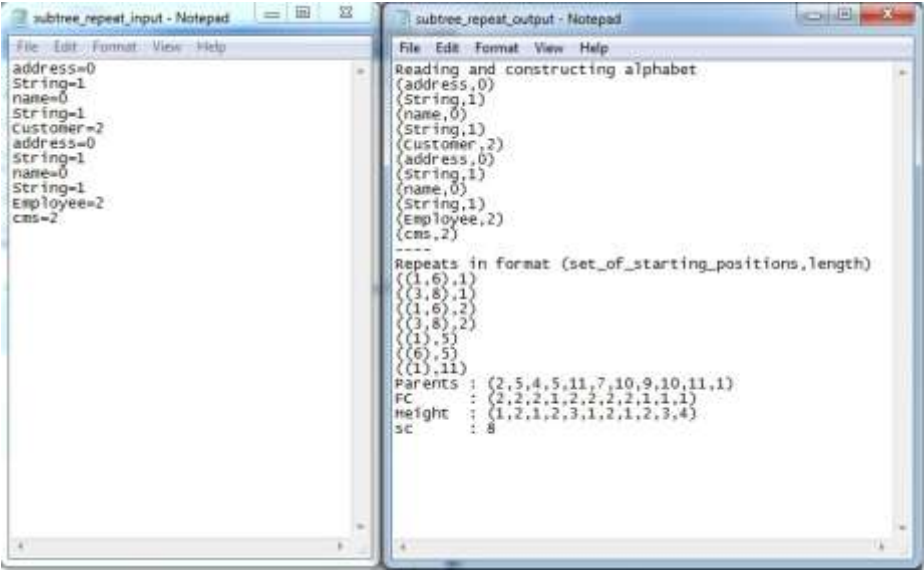 subtree_repeat_input - Notepad
File Edit Format View Help
address=0
String=1
name=0
String=1
Customer=2
address=0
String=1
name=0
String=1
Employee=2
cms=2
subtree_repeat_output - Notepad
File Edit Format View Help
Reading and constructing alphabet
(address,0)
(String,1)
(name,0)
(String,1)
(Customer,2)
(address,0)
(String,1)
(name,0)
(String,1)
(Employee,2)
(cms,2)
----
Repeats in format (set_of_starting_positions,length)
((1,6),1)
((3,8),1)
((1,6),2)
((3,8),2)
((1),5)
((6),5)
((1),11)
Parents : (2,5,4,5,11,7,10,9,10,11,1)
FC : (2,2,2,1,2,2,2,2,1,1,1)
Height : (1,2,1,2,3,1,2,1,2,3,4)
sc : 8